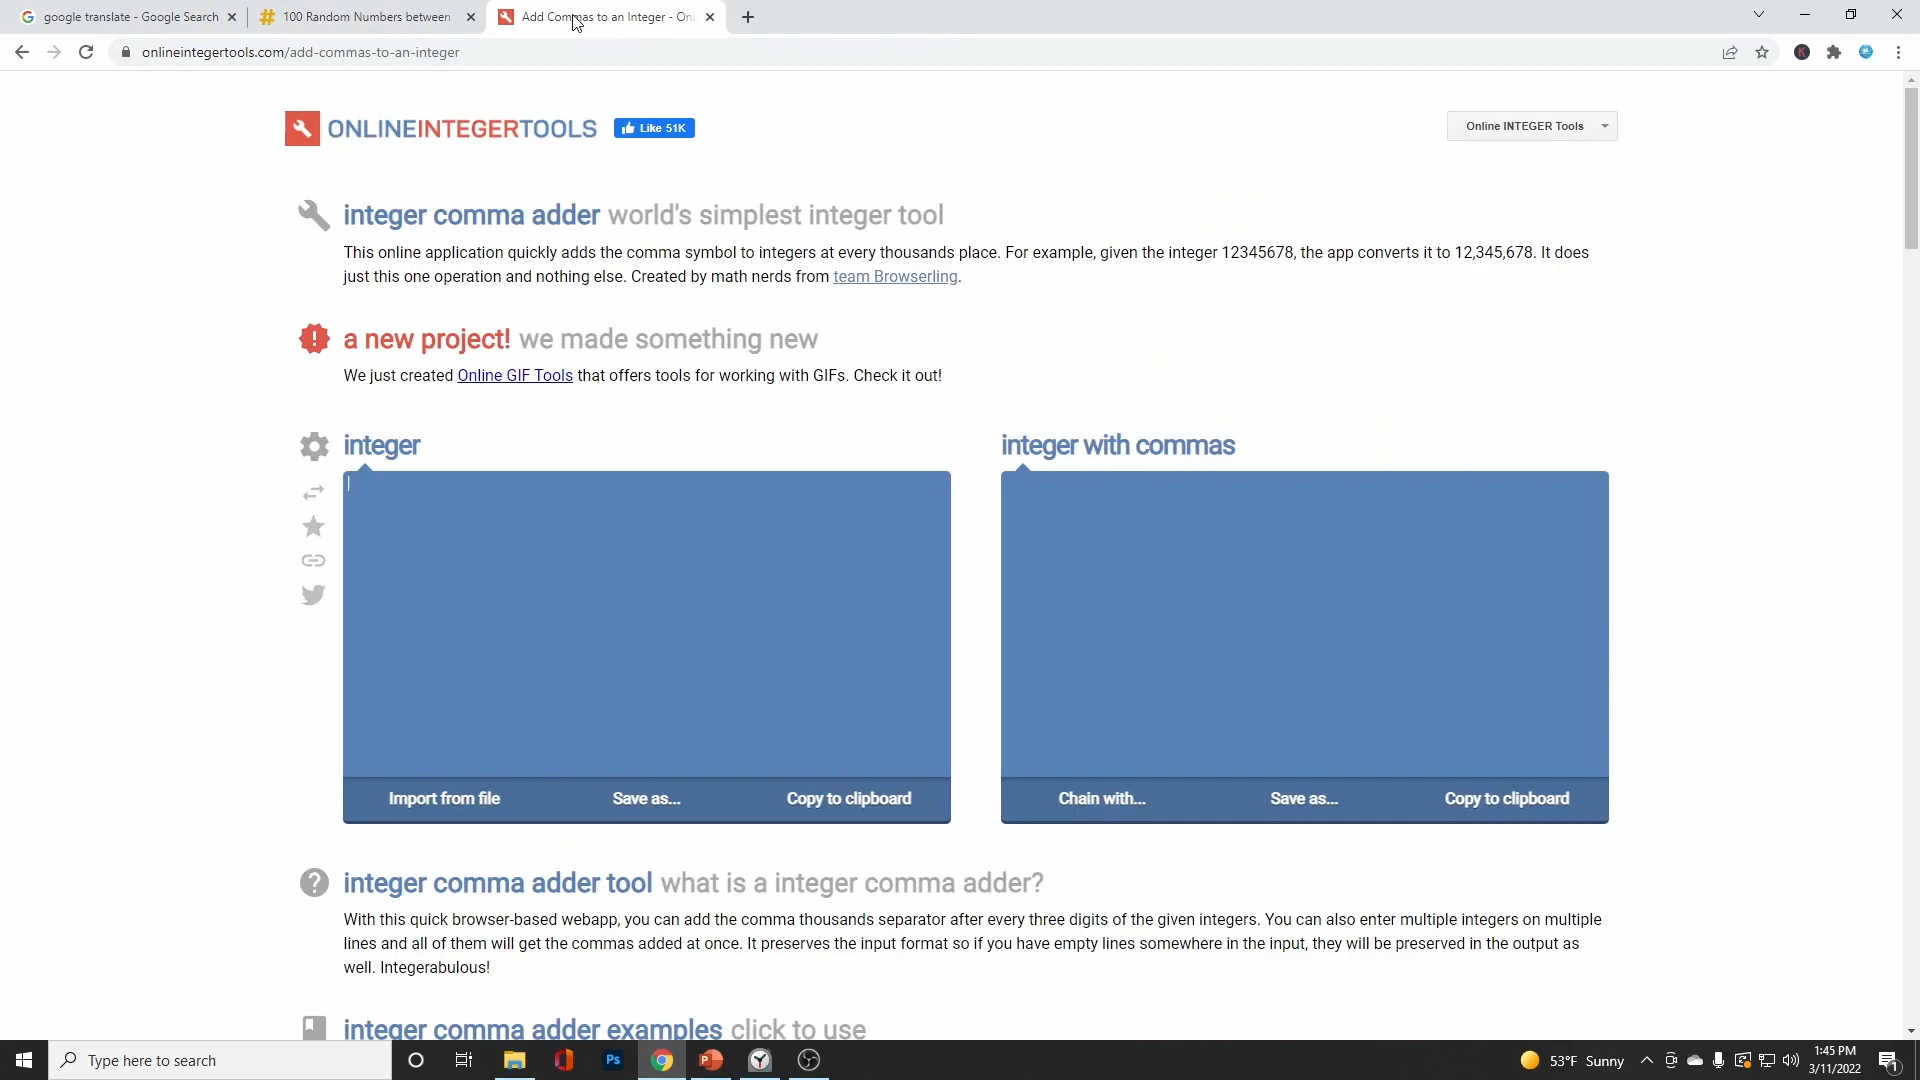 google translate - Google Search
100 Random Numbers between
Add Commas to an Integer - Onl
onlineintegertools.com/add-commas-to-an-integer
ONLINEINTEGERTOOLS
Like 51K
Online INTEGER Tools
integer comma adder world's simplest integer tool
This online application quickly adds the comma symbol to integers at every thousands place. For example, given the integer 12345678, the app converts it to 12,345,678. It does
just this one operation and nothing else. Created by math nerds from team Browserling.
a new project! we made something new
We just created Online GIF Tools that offers tools for working with GIFs. Check it out!
integer
integer with commas
Import from file
Save as...
Copy to clipboard
Chain with...
Save as...
Copy to clipboard
integer comma adder tool what is a integer comma adder?
With this quick browser-based webapp, you can add the comma thousands separator after every three digits of the given integers. You can also enter multiple integers on multiple
lines and all of them will get the commas added at once. It preserves the input format so if you have empty lines somewhere in the input, they will be preserved in the output as
well. Integerabulous!
integer comma adder examples click to use
Type here to search
Ps
53°F Sunny
1:45 PM
3/11/2022
1